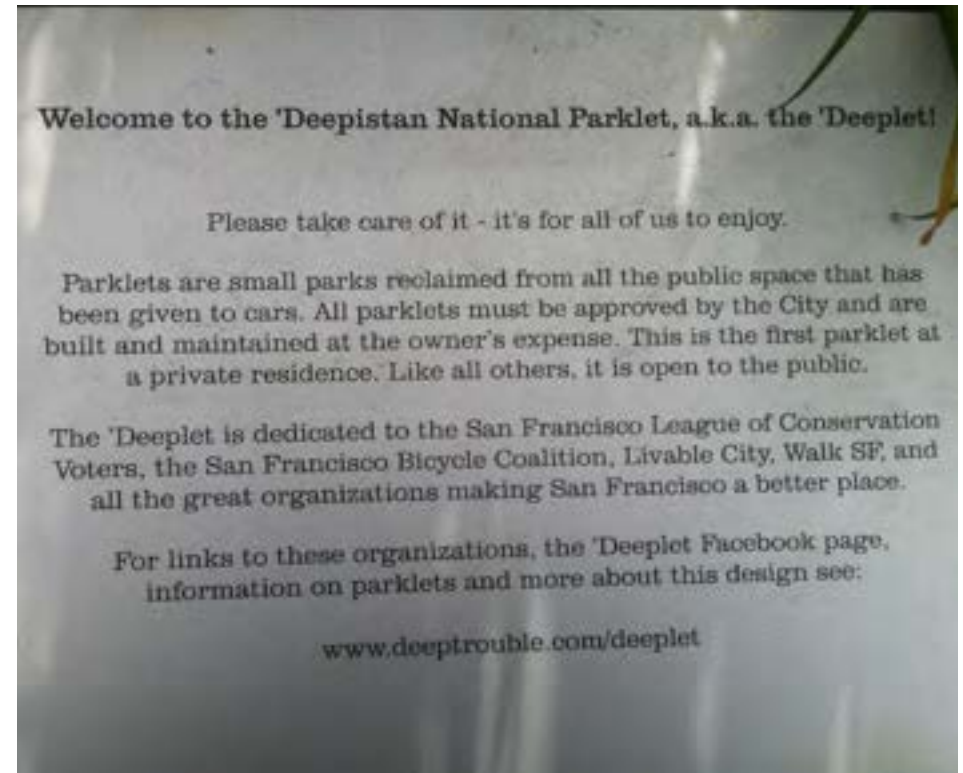 Welcome to the 'Deepistan National Parklet, a.k.a. the 'Deeplet!
Please take care of it - it's for all of us to enjoy.
Parklets are small parks reclaimed from all the public space that has
been given to cars. All parklets must be approved by the City and are
built and maintained at the owner's expense. This is the first parklet at
a private residence. Like all others, it is open to the public.
The 'Deeplet is dedicated to the San Francisco League of Conservation
Voters, the San Francisco Bicycle Coalition, Livable City, Walk SF, and
all the great organizations making San Francisco a better place.
For links to these organizations, the 'Deeplet Facebook page,
information on parklets and more about this design see:
www.deeptrouble.com/deeplet